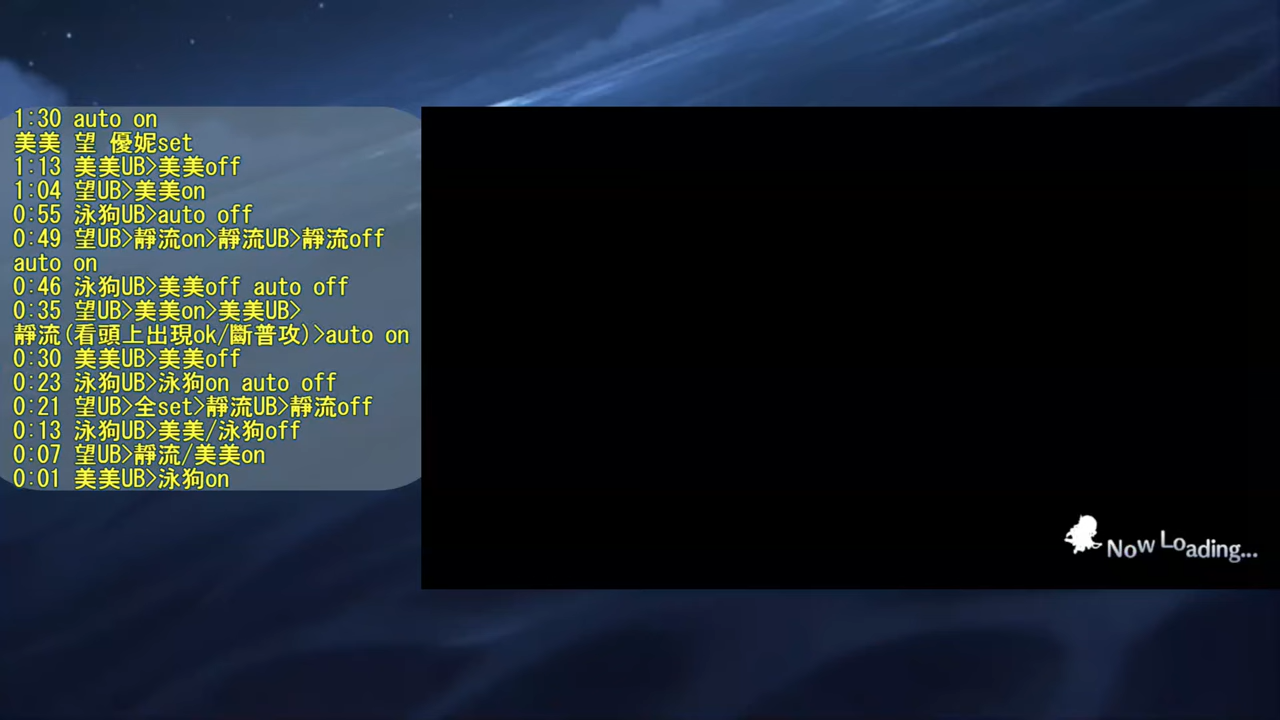 1:30 auto on
美美 望 優妮set
1:13 美美UB>美美off
1:04 望UB>美美on
0:55 泳狗UB>auto off
0:49 望UB>靜流on>靜流UB>靜流off
auto on
0:46 泳狗UB>美美off auto off
0:35 望UB>美美on>美美UB>
靜流(看頭上出現ok/斷普攻)>auto on
0:30 美美UB>美美off
0:23 泳狗UB>泳狗on auto off
0:21 望UB>全set>靜流UB>靜流off
0:13 泳狗UB>美美/泳狗off
0:07 望UB>靜流/美美on
0:01 美美UB>泳狗on
Now Loading...